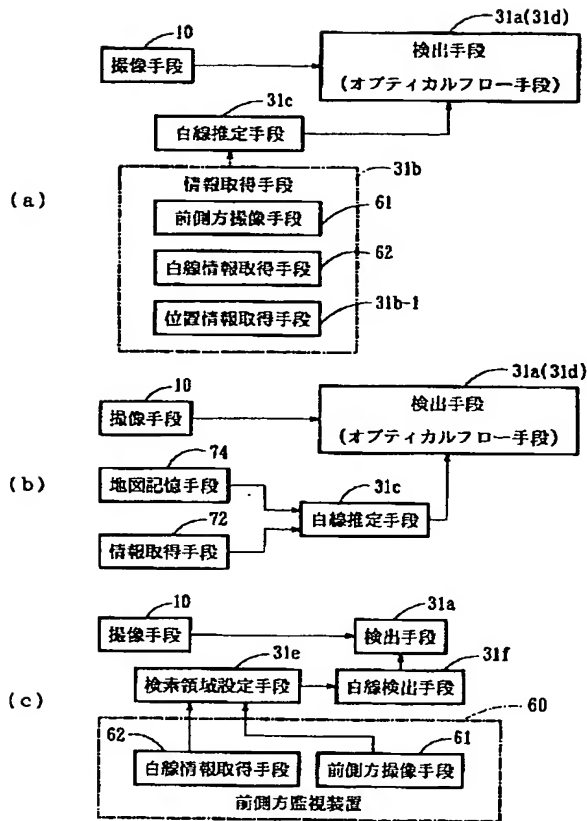 31a(31d)
10
検出手段
撮像手段
(オプティカルフロー手段)
31c
白線推定手段
31b
情報取得手段
(a)
61
前側方撮像手段
62
白線情報取得手段
31b-1
位置情報取得手段
31a(31d)
10
検出手段
撮像手段
(オプティカルフロー手段)
74
(b)
地図記憶手段
31c
白線推定手段
72
情報取得手段
10
31a
撮像手段
検出手段
31e
31f
検索領域設定手段
白線検出手段
(c)
60
62
61
白線情報取得手段
前側方撮像手段
前側方監視装置